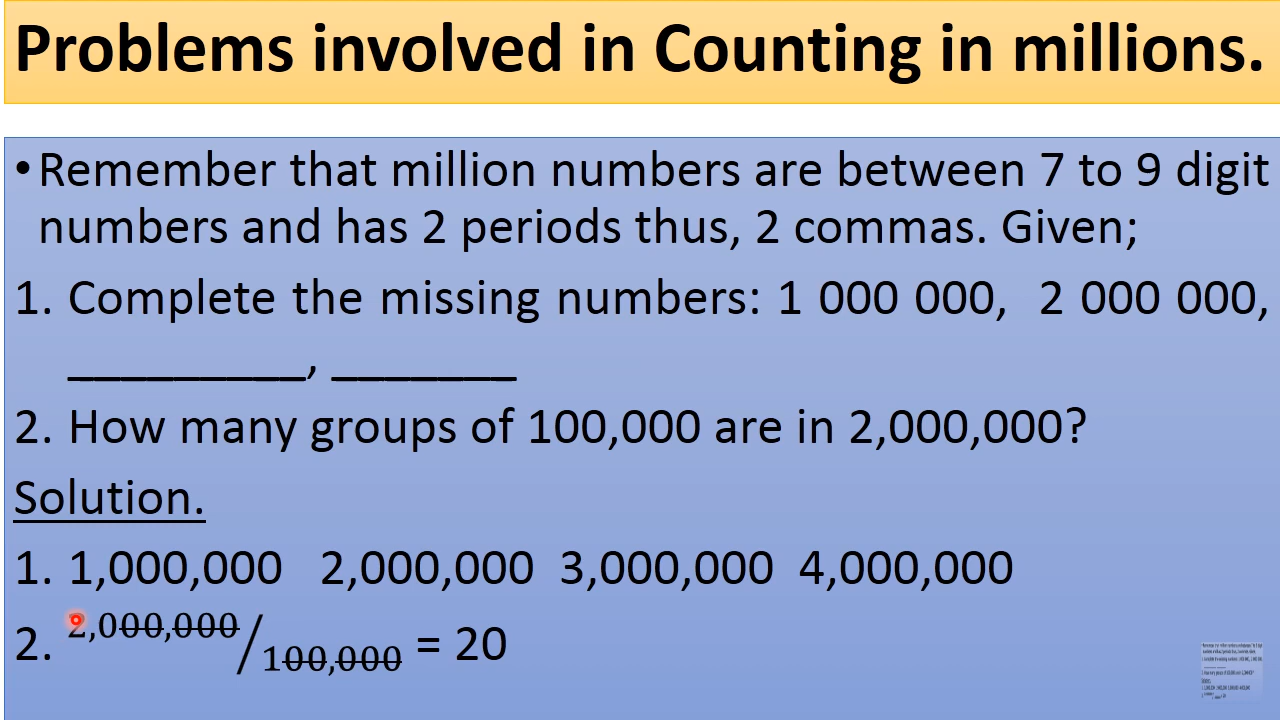 Problems involved in Counting in millions.
• Remember that million numbers are between 7 to 9 digit
numbers and has 2 periods thus, 2 commas. Given;
1. Complete the missing numbers: 1 000 000, 2 000 000,
_________, _______
2. How many groups of 100,000 are in 2,000,000?
Solution.
1. 1,000,000 2,000,000 3,000,000 4,000,000
2. 2,000,000/100,000 = 20